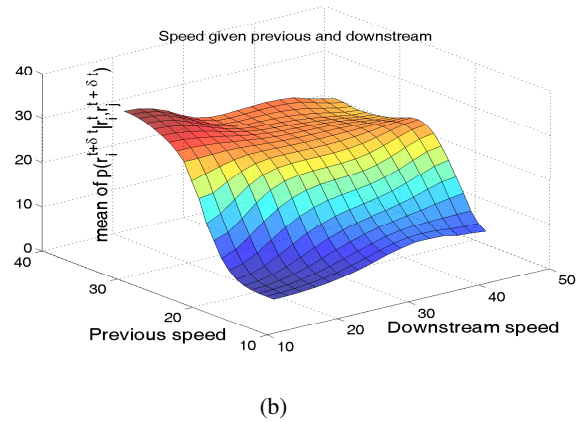 Speed given previous and downstream
mean of p(r_i^{t+δ t}|r_i^t,r_j^{t+δ t})
40
30
20
10
0
40
30
20
10
Previous speed
10
20
30
40
50
Downstream speed
(b)